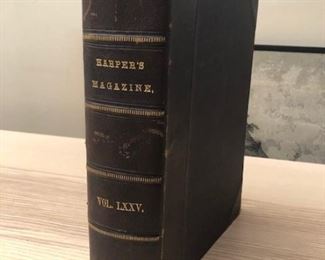 HARPER'S
MAGAZINE,
VOL. LXXV.